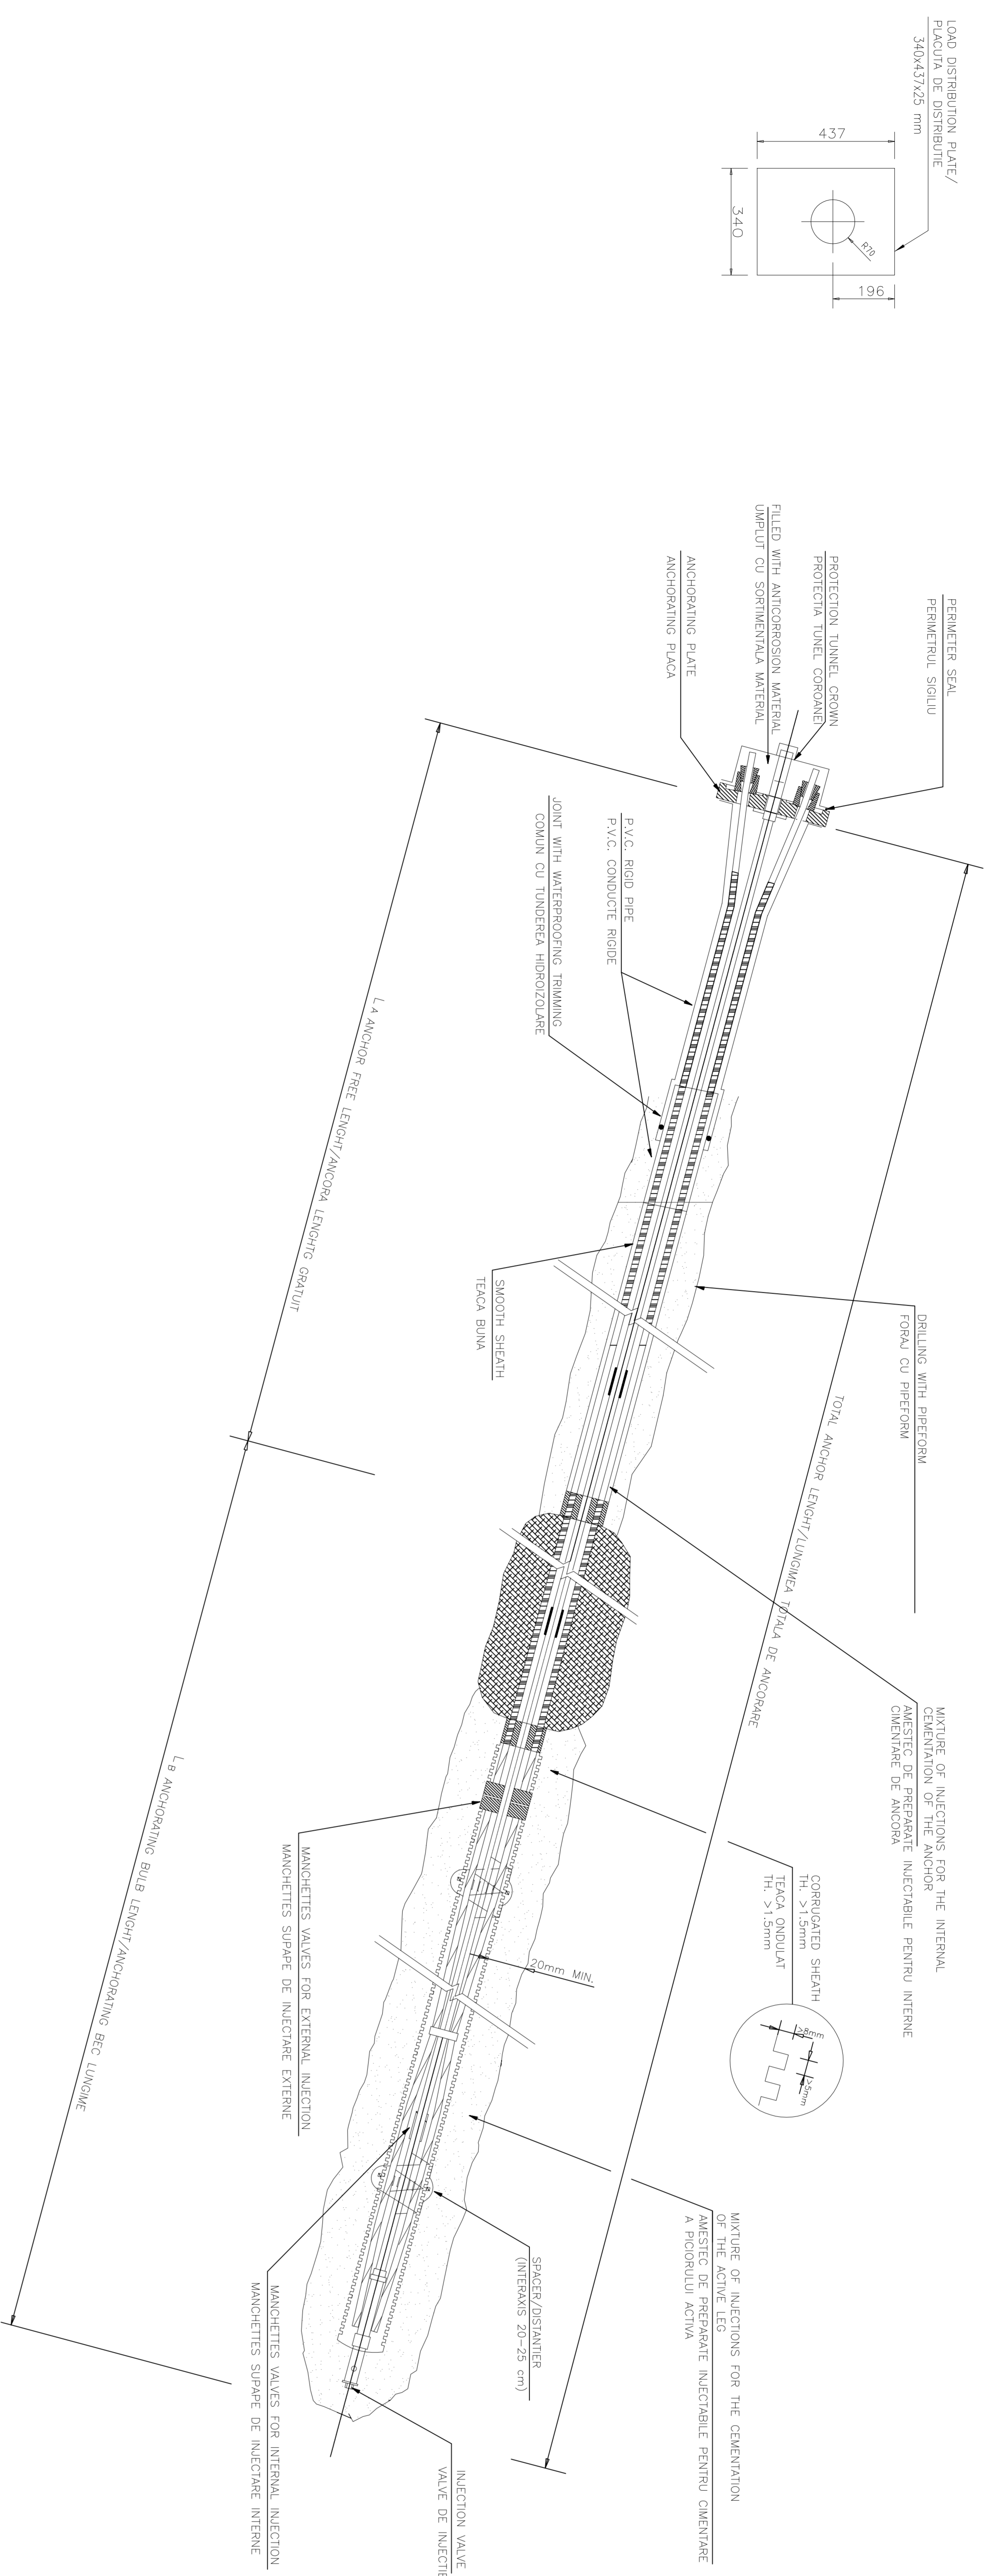 LOAD DISTRIBUTION PLATE/
PLACUTA DE DISTRIBUTIE
340x437x25 mm
437
340
196
R70
PERIMETER SEAL
PERIMETRUL SIGILIU
PROTECTION TUNNEL CROWN
PROTECTIA TUNEL COROANEI
FILLED WITH ANTICORROSION MATERIAL
UMPLUT CU SORTIMENTALA MATERIAL
ANCHORATING PLATE
ANCHORATING PLACA
P.V.C. RIGID PIPE
P.V.C. CONDUCTE RIGIDE
JOINT WITH WATERPROOFING TRIMMING
COMUN CU TUNDEREA HIDROIZOLARE
L A ANCHOR FREE LENGHT/ANCORA LENGHTG GRATUIT
SMOOTH SHEATH
TEACA BUNA
DRILLING WITH PIPEFORM
FORAJ CU PIPEFORM
TOTAL ANCHOR LENGHT/LUNGIMEA TOTALA DE ANCORARE
MIXTURE OF INJECTIONS FOR THE INTERNAL
CEMENTATION OF THE ANCHOR
AMESTEC DE PREPARATE INJECTABILE PENTRU INTERNE
CIMENTARE DE ANCORA
CORRUGATED SHEATH
TH. >1.5mm
TEACA ONDULAT
TH. >1.5mm
>8mm
>5mm
20mm MIN.
MANCHETTES VALVES FOR EXTERNAL INJECTION
MANCHETTES SUPAPE DE INJECTARE EXTERNE
L B ANCHORATING BULB LENGHT/ANCHORATING BEC LUNGIME
MIXTURE OF INJECTIONS FOR THE CEMENTATION
OF THE ACTIVE LEG
AMESTEC DE PREPARATE INJECTABILE PENTRU CIMENTARE
A PICIORULUI ACTIVA
SPACER/DISTANTIER
(INTERAXIS 20-25 cm)
MANCHETTES VALVES FOR INTERNAL INJECTION
MANCHETTES SUPAPE DE INJECTARE INTERNE
INJECTION VALVE
VALVE DE INJECTIE